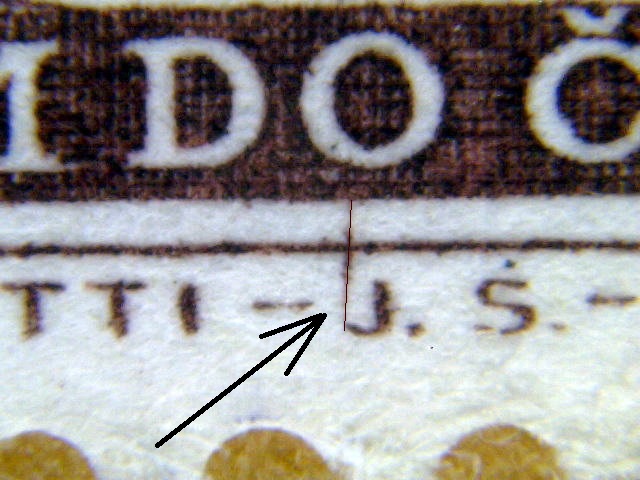 I DO Č
TTI - J. S. -